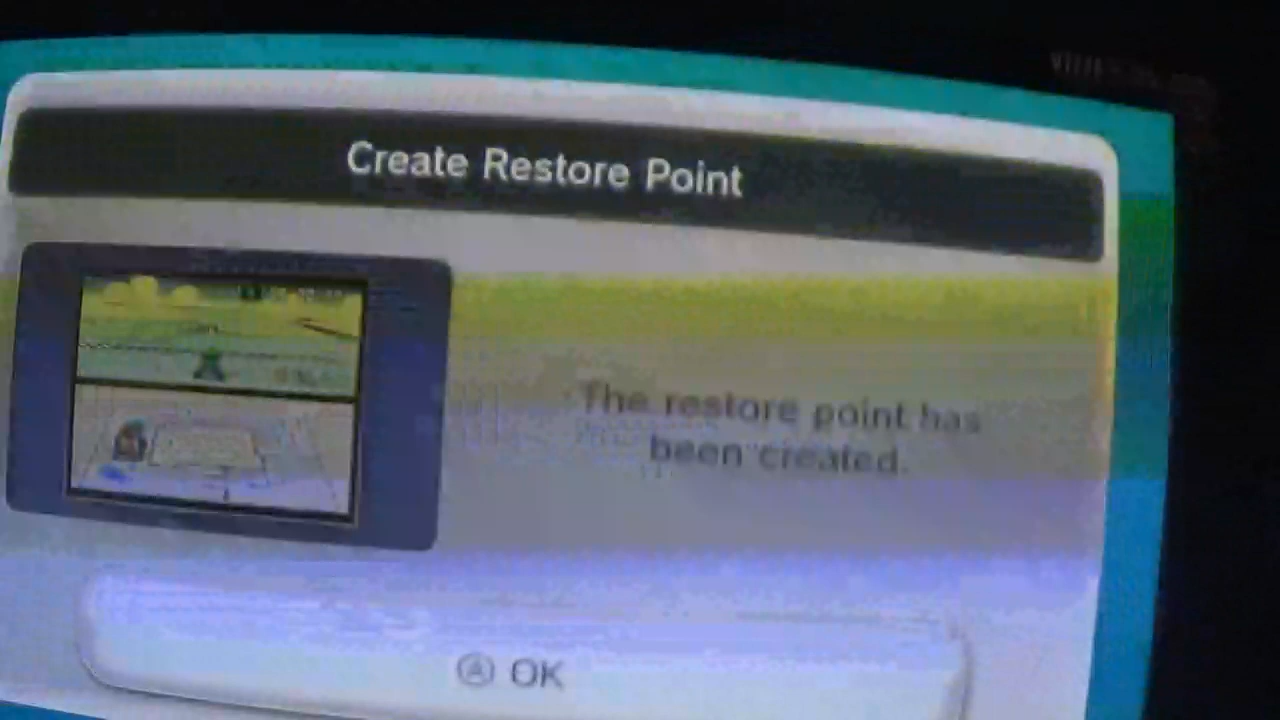 Create Restore Point
The restore point has
been created.
Ⓐ OK